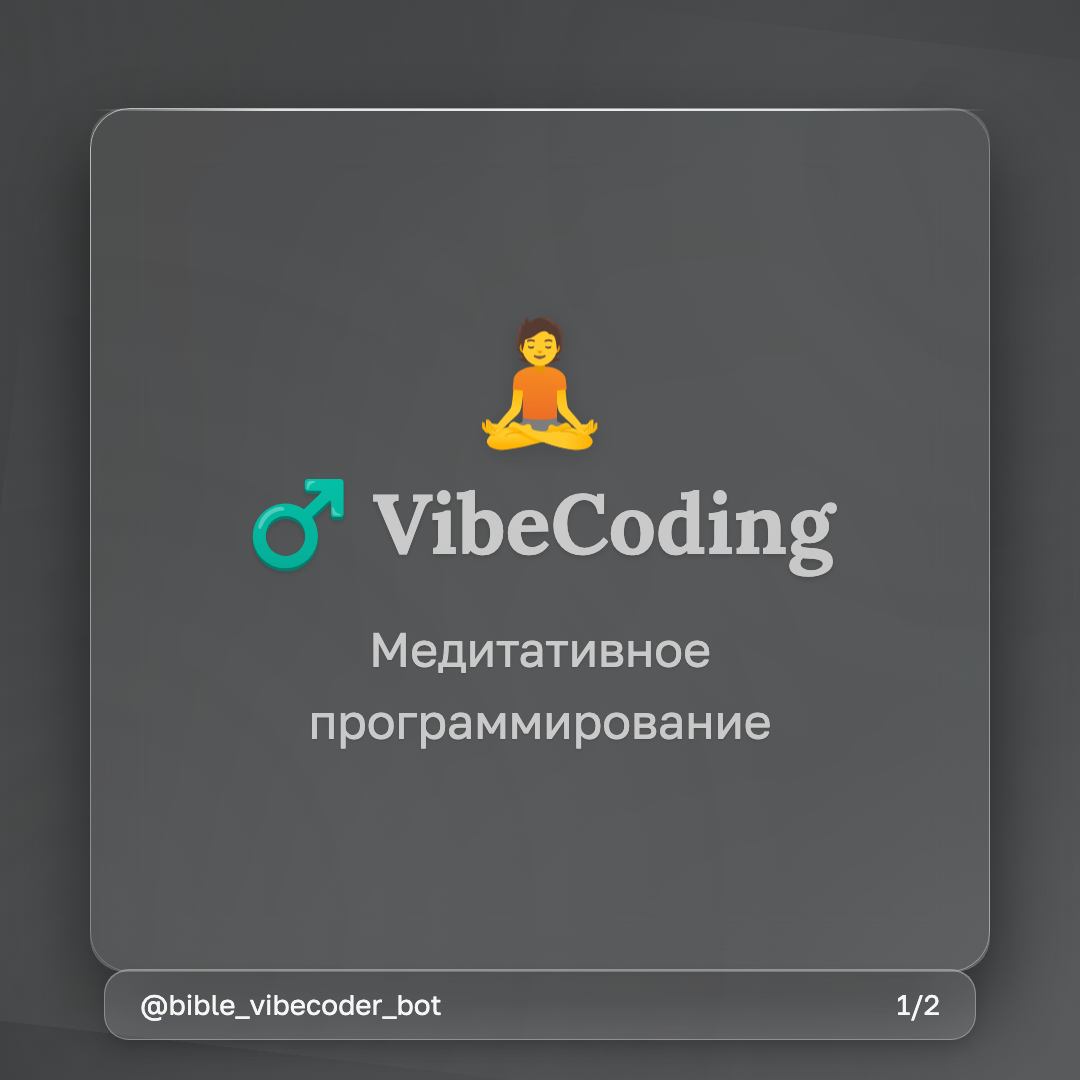 ♂ VibeCoding
Медитативное
программирование
@bible_vibecoder_bot
1/2